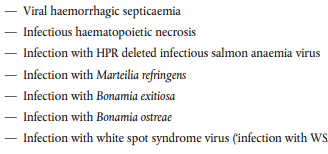 — Viral haemorrhagic septicaemia
— Infectious haematopoietic necrosis
— Infection with HPR deleted infectious salmon anaemia virus
— Infection with Marteilia refringens
— Infection with Bonamia exitiosa
— Infection with Bonamia ostreae
— Infection with white spot syndrome virus (‘infection with WS